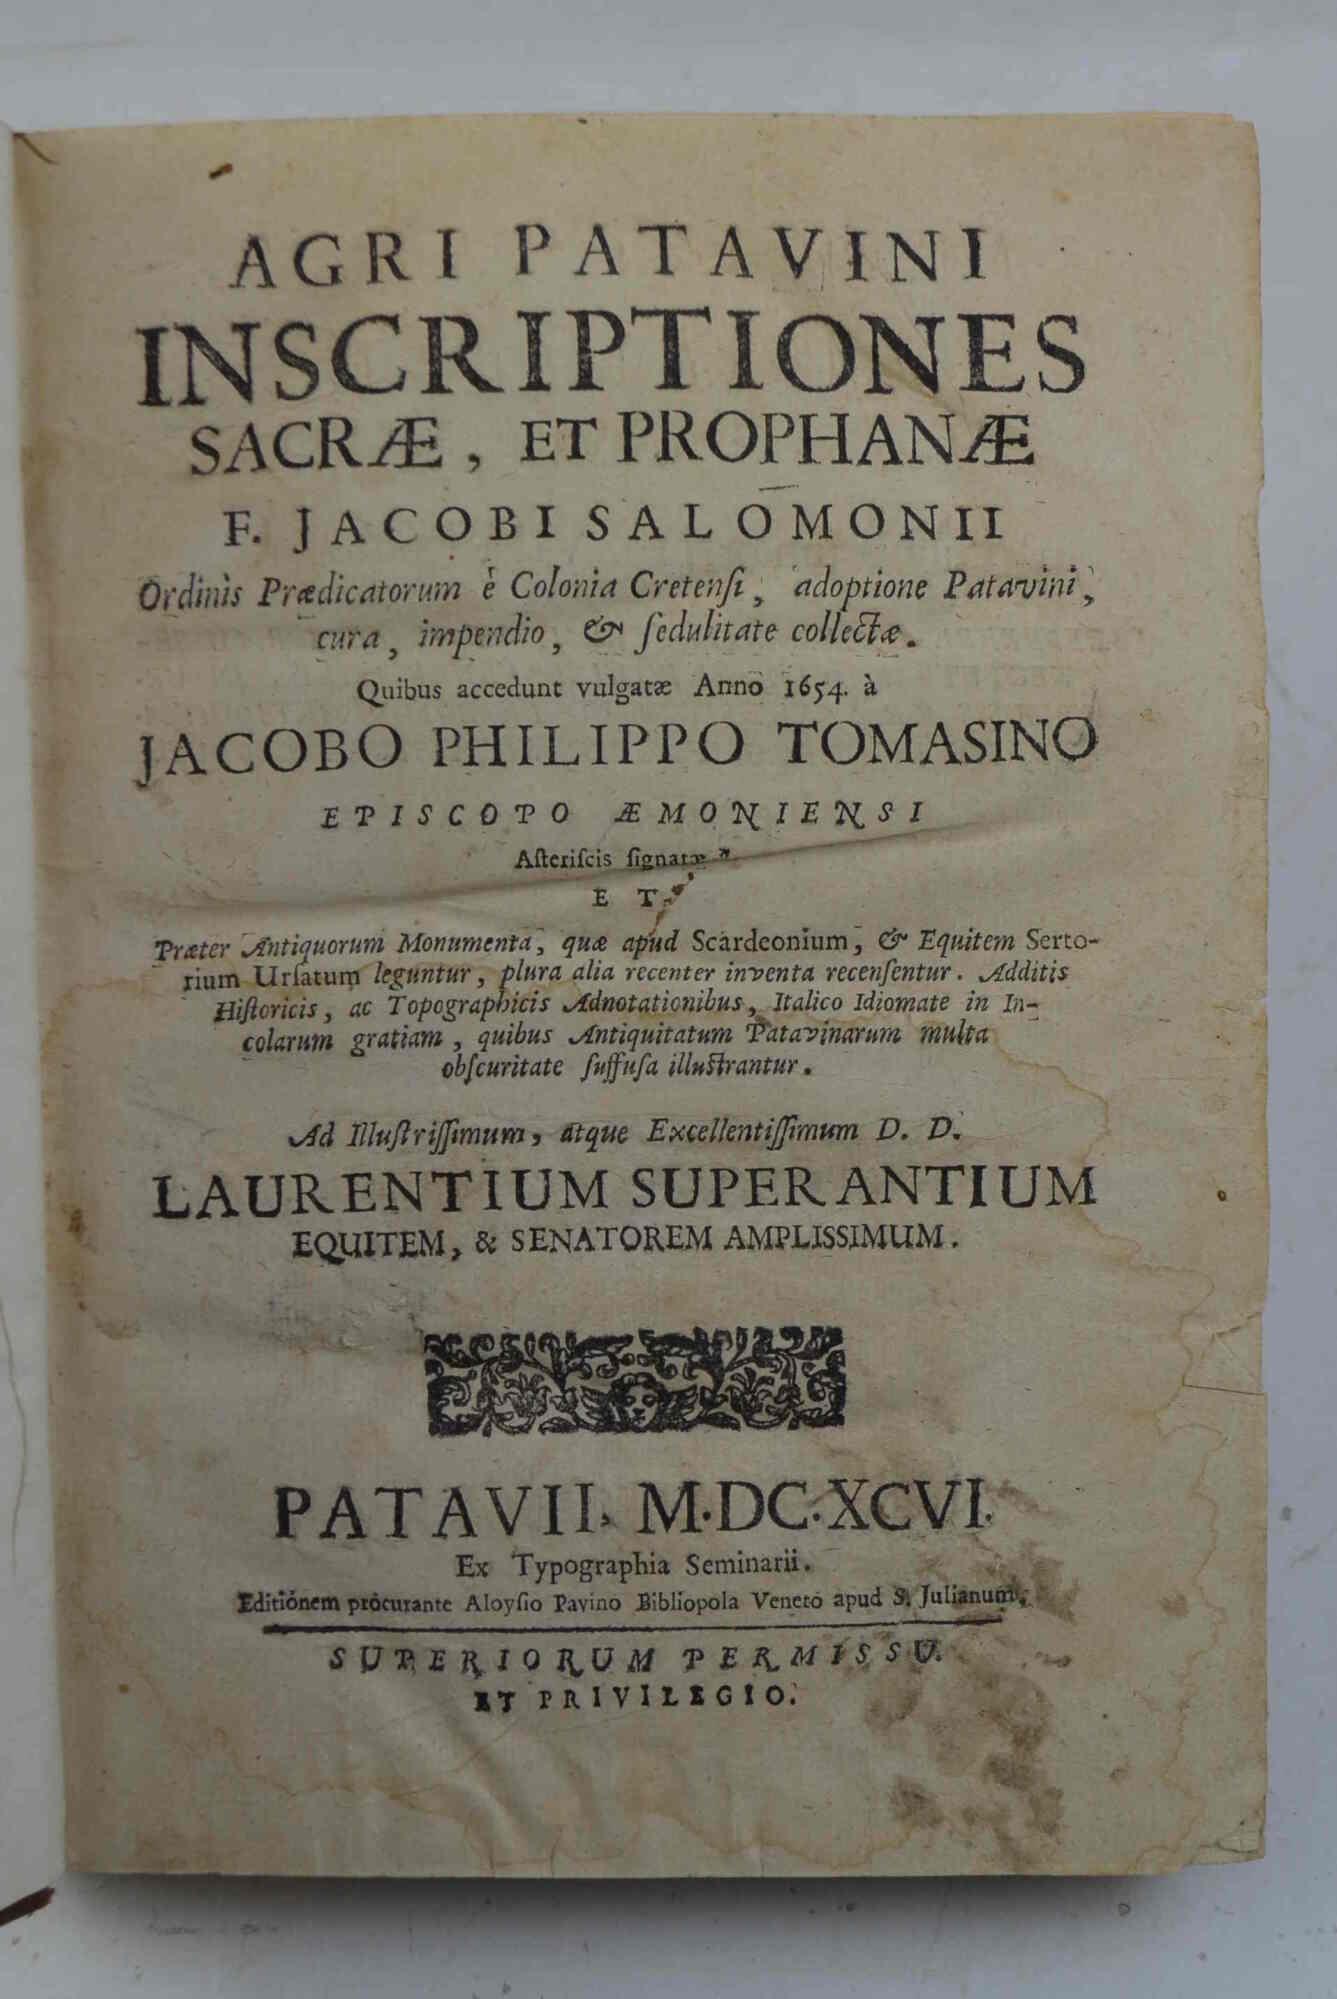 AGRI PATAVINI
INSCRIPTIONES
SACRÆ, ET PROPHANÆ
F. JACOBI SALOMONII
Ordinis Prædicatorum è Colonia Cretenſi, adoptione Patavini,
cura, impendio, & ſedulitate collectæ.
Quibus accedunt vulgatæ Anno 1654. à
JACOBO PHILIPPO TOMASINO
EPISCOPO ÆMONIENSI
Aſteriſcis ſignatæ *.
ET
Præter Antiquorum Monumenta, quæ apud Scardeonium, & Equitem Serto-
rium Urſatum leguntur, plura alia recenter inventa recenſentur. Additis
Hiſtoricis, ac Topographicis Adnotationibus, Italico Idiomate in In-
colarum gratiam, quibus Antiquitatum Patavinarum multa
obſcuritate ſuffuſa illuſtrantur.
Ad Illuſtriſſimum, atque Excellentiſſimum D. D.
LAURENTIUM SUPERANTIUM
EQUITEM, & SENATOREM AMPLISSIMUM.
PATAVII. M.DC.XCVI.
Ex Typographia Seminarii.
Editionem procurante Aloyſio Pavino Bibliopola Veneto apud S. Julianum.
SUPERIORUM PERMISSU.
ET PRIVILEGIO.